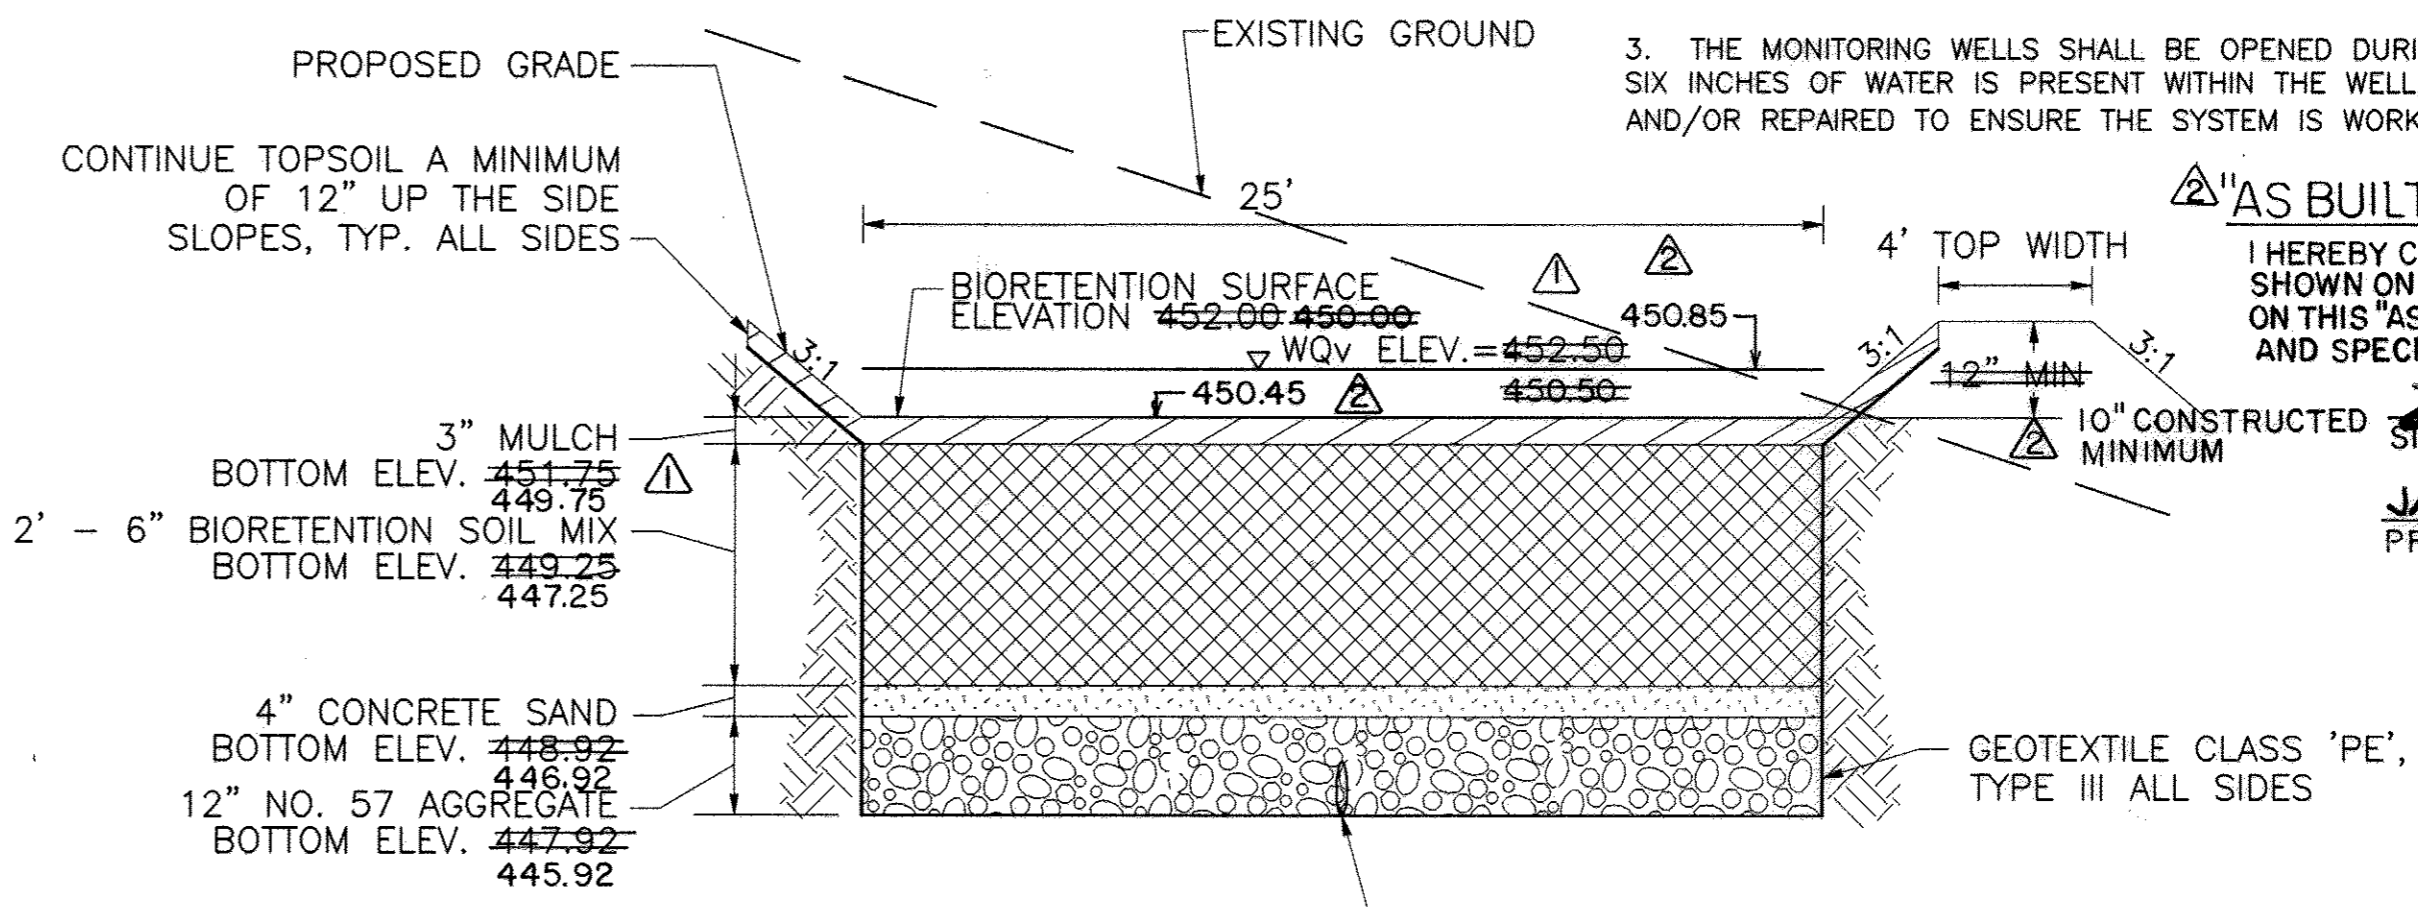 EXISTING GROUND
PROPOSED GRADE
CONTINUE TOPSOIL A MINIMUM
OF 12" UP THE SIDE
SLOPES, TYP. ALL SIDES
3. THE MONITORING WELLS SHALL BE OPENED DURI
SIX INCHES OF WATER IS PRESENT WITHIN THE WELL
AND/OR REPAIRED TO ENSURE THE SYSTEM IS WORK
25'
2 "AS BUILT
I HEREBY C
SHOWN ON
ON THIS "AS
AND SPECI
4' TOP WIDTH
1 2
BIORETENTION SURFACE
ELEVATION 452.00 450.00
450.85
WQv ELEV.=452.50
450.50
450.45 2
3:1
3:1
3:1
12" MIN
2 10" CONSTRUCTED
MINIMUM
3" MULCH
BOTTOM ELEV. 451.75 1
449.75
2' - 6" BIORETENTION SOIL MIX
BOTTOM ELEV. 449.25
447.25
4" CONCRETE SAND
BOTTOM ELEV. 448.92
446.92
12" NO. 57 AGGREGATE
BOTTOM ELEV. 447.92
445.92
GEOTEXTILE CLASS 'PE',
TYPE III ALL SIDES